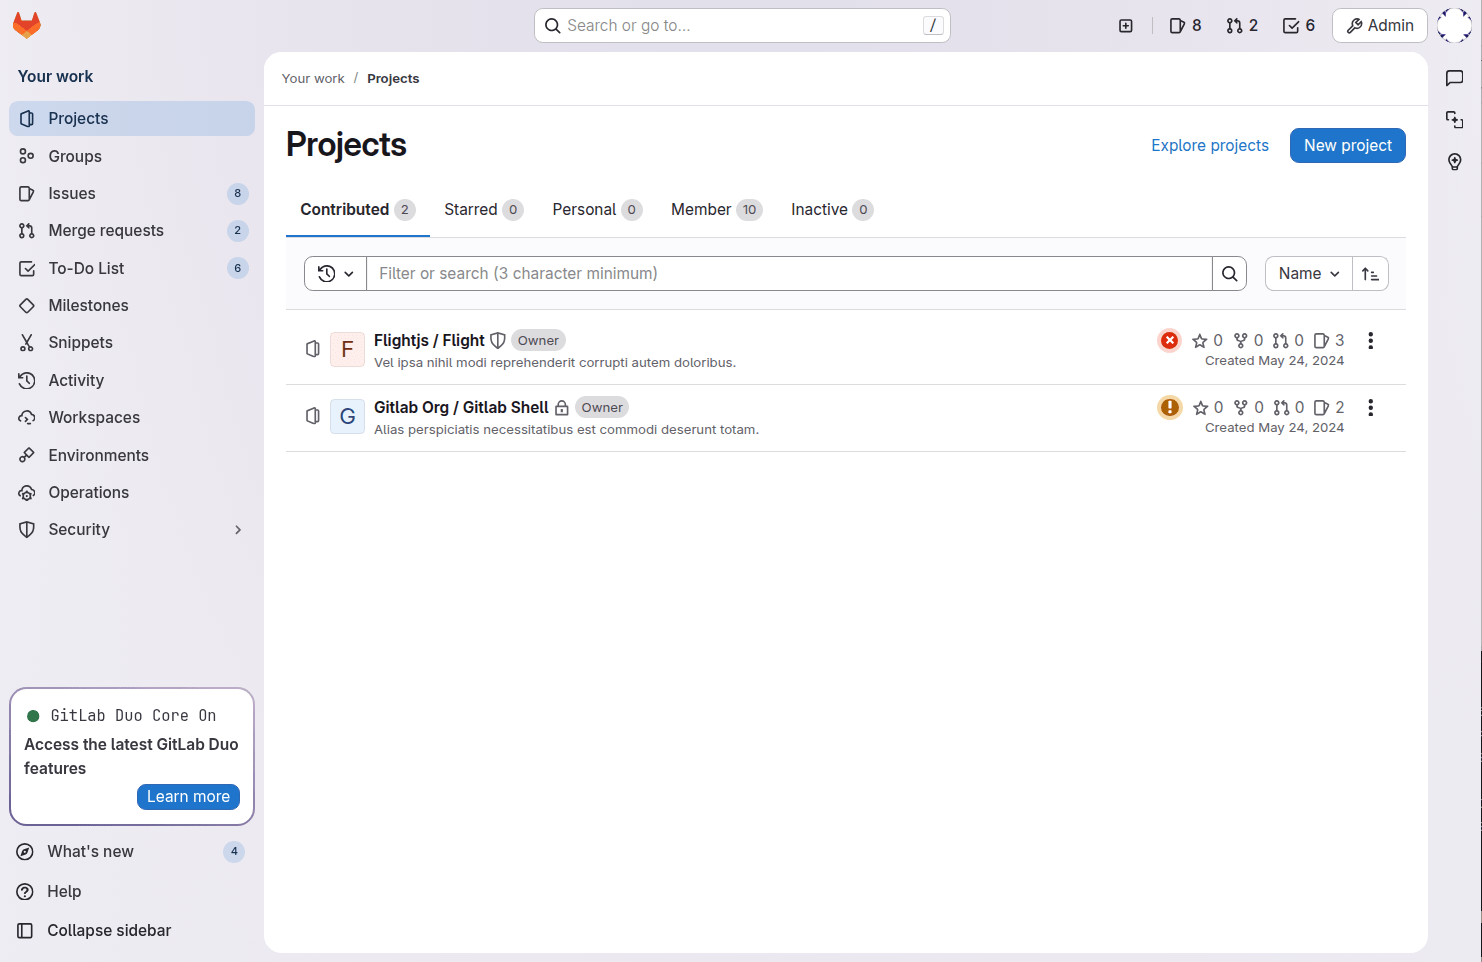 Search or go to...
/
8
2
6
Admin
Your work
Projects
Groups
Issues 8
Merge requests 2
To-Do List 6
Milestones
Snippets
Activity
Workspaces
Environments
Operations
Security
GitLab Duo Core On
Access the latest GitLab Duo
features
Learn more
What's new 4
Help
Collapse sidebar
Your work / Projects
Projects
Explore projects
New project
Contributed 2
Starred 0
Personal 0
Member 10
Inactive 0
Filter or search (3 character minimum)
Name
F
Flightjs / Flight Owner
Vel ipsa nihil modi reprehenderit corrupti autem doloribus.
0 0 0 3
Created May 24, 2024
G
Gitlab Org / Gitlab Shell Owner
Alias perspiciatis necessitatibus est commodi deserunt totam.
0 0 0 2
Created May 24, 2024